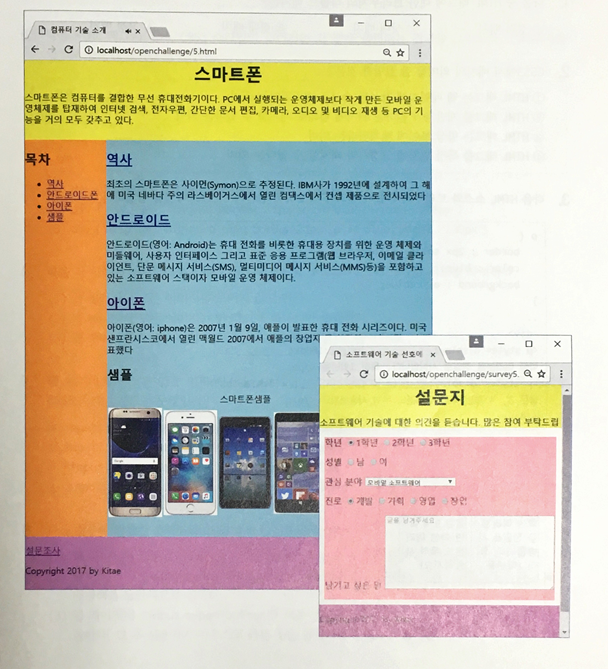 컴퓨터 기술 소개
localhost/openchallenge/5.html
스마트폰
스마트폰은 컴퓨터를 결합한 무선 휴대전화기이다. PC에서 실행되는 운영체제보다 작게 만든 모바일 운
영체제를 탑재하여 인터넷 검색, 전자우편, 간단한 문서 편집, 카메라, 오디오 및 비디오 재생 등 PC의 기
능을 거의 모두 갖추고 있다.
목차
역사
안드로이드폰
아이폰
샘플
역사
최초의 스마트폰은 사이먼(Symon)으로 추정된다. IBM사가 1992년에 설계하여 그 해
에 미국 네바다 주의 라스베이거스에서 열린 컴덱스에서 컨셉 제품으로 전시되었다
안드로이드
안드로이드(영어: Android)는 휴대 전화를 비롯한 휴대용 장치를 위한 운영 체제와
미들웨어, 사용자 인터페이스 그리고 표준 응용 프로그램(웹 브라우저, 이메일 클라
이언트, 단문 메시지 서비스(SMS), 멀티미디어 메시지 서비스(MMS)등)을 포함하고
있는 소프트웨어 스택이자 모바일 운영 체제이다.
아이폰
아이폰(영어: iphone)은 2007년 1월 9일, 애플이 발표한 휴대 전화 시리즈이다. 미국
샌프란시스코에서 열린 맥월드 2007에서 애플의 창업자
표했다
샘플
스마트폰샘플
설문조사
Copyright 2017 by Kitae
소프트웨어 기술 선호이
localhost/openchallenge/survey5.
설문지
소프트웨어 기술에 대한 의견을 듣습니다. 많은 참여 부탁드립
학년 1학년 2학년 3학년
성별 남 여
관심 분야 모바일 소프트웨어
진로 개발 기획 영업 창업
글을 남겨주세요
남기고 싶은 말